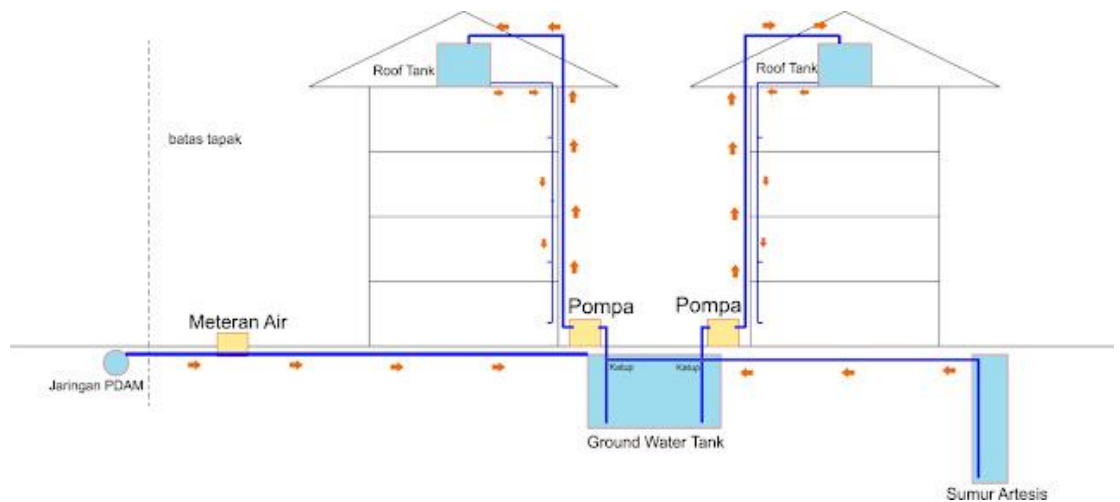 Roof Tank
Roof Tank
batas tapak
Pompa
Pompa
Meteran Air
Katup
Katup
Jaringan PDAM
Ground Water Tank
Sumur Artesis